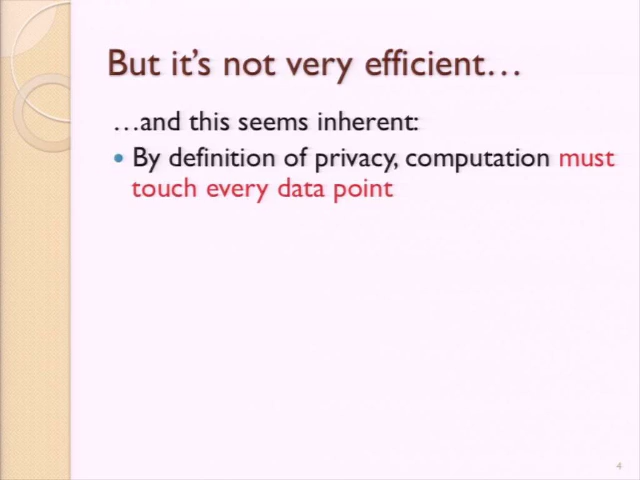 But it's not very efficient…
…and this seems inherent:
• By definition of privacy, computation must
touch every data point
4